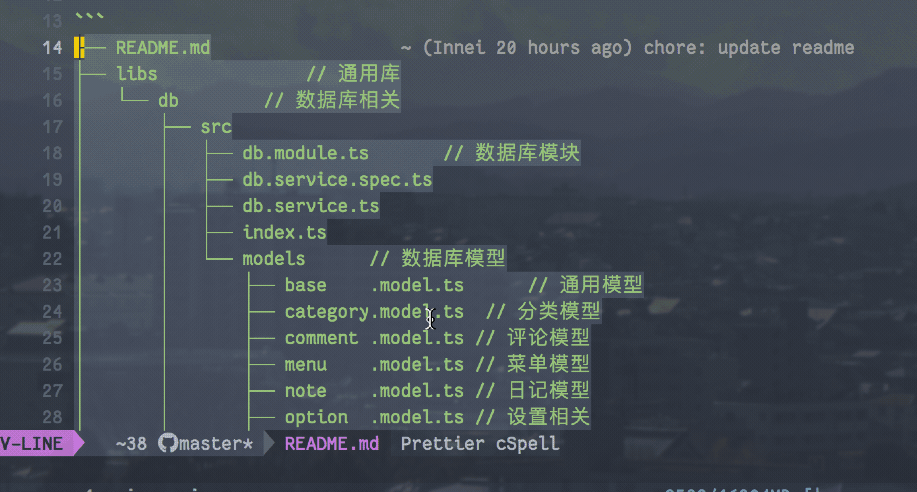 13 ```
14 ├── README.md ~ (Innei 20 hours ago) chore: update readme
15 ├── libs // 通用库
16 │   └── db // 数据库相关
17 │       ├── src
18 │       │   ├── db.module.ts // 数据库模块
19 │       │   ├── db.service.spec.ts
20 │       │   ├── db.service.ts
21 │       │   ├── index.ts
22 │       │   └── models // 数据库模型
23 │       │       ├── base .model.ts // 通用模型
24 │       │       ├── category.model.ts // 分类模型
25 │       │       ├── comment .model.ts // 评论模型
26 │       │       ├── menu .model.ts // 菜单模型
27 │       │       ├── note .model.ts // 日记模型
28 │       │       ├── option .model.ts // 设置相关
V-LINE ~38 master* README.md Prettier cSpell